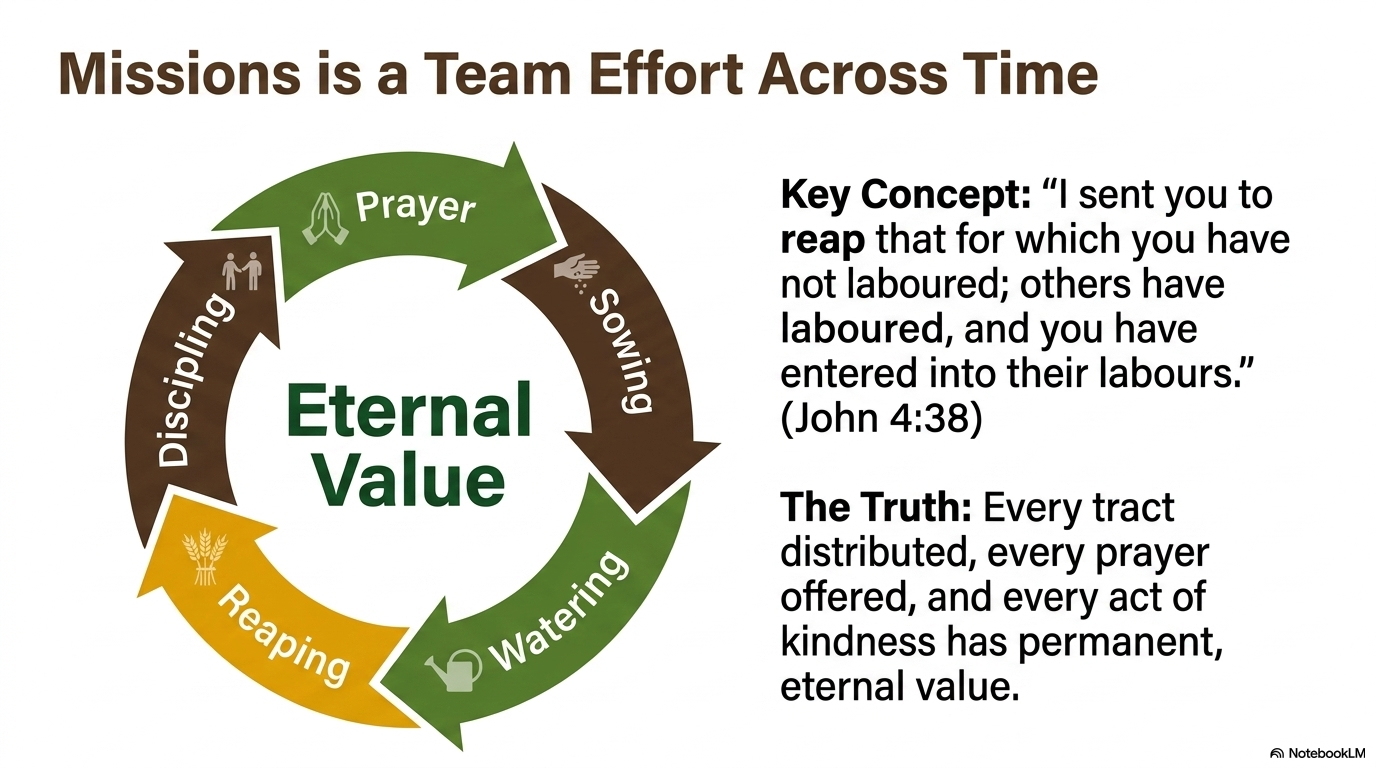 Missions is a Team Effort Across Time
Prayer
Sowing
Watering
Reaping
Discipling
Eternal
Value
Key Concept: “I sent you to
reap that for which you have
not laboured; others have
laboured, and you have
entered into their labours.”
(John 4:38)
The Truth: Every tract
distributed, every prayer
offered, and every act of
kindness has permanent,
eternal value.
NotebookLM